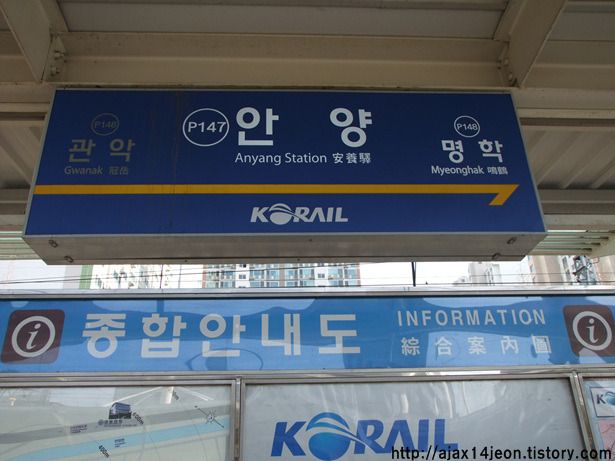 P146
관악
Gwanak 冠岳
P147
안양
Anyang Station 安養驛
P148
명학
Myeonghak 鳴鶴
KORAIL
i 종합안내도 INFORMATION i
綜合案內圖
KORAIL
http://ajax14jeon.tistory.com